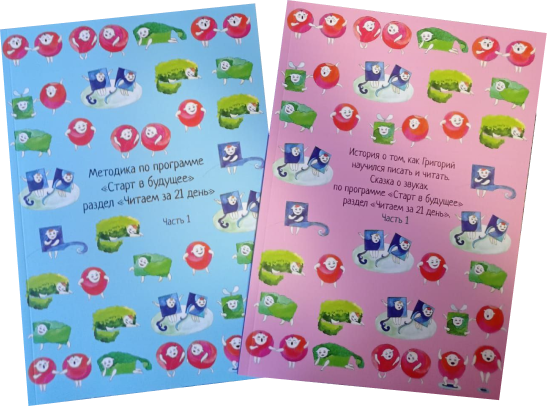 Методика по программе
«Старт в будущее»
раздел «Читаем за 21 день»
Часть 1
История о том, как Григорий
научился писать и читать.
Сказка о звуках
по программе «Старт в будущее»
раздел «Читаем за 21 день».
Часть 1